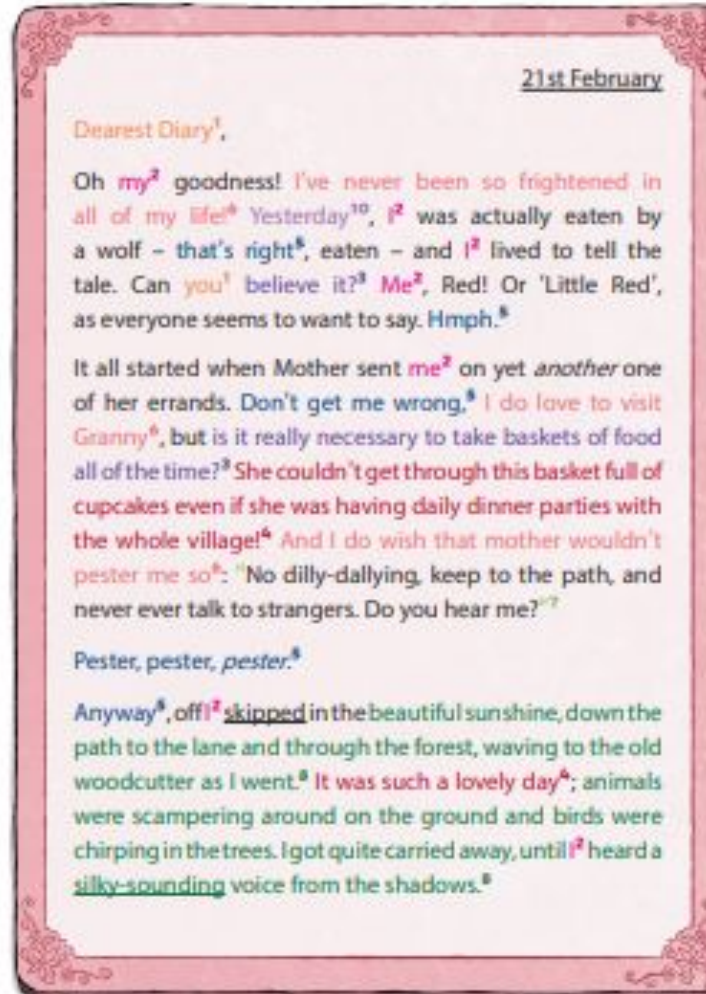 21st February
Dearest Diary¹,
Oh my² goodness! I've never been so frightened in
all of my life!⁶ Yesterday¹⁰, I² was actually eaten by
a wolf – that's right⁵, eaten – and I² lived to tell the
tale. Can you¹ believe it?³ Me², Red! Or 'Little Red',
as everyone seems to want to say. Hmph.⁵
It all started when Mother sent me² on yet another one
of her errands. Don't get me wrong,⁵ I do love to visit
Granny⁶, but is it really necessary to take baskets of food
all of the time?³ She couldn't get through this basket full of
cupcakes even if she was having daily dinner parties with
the whole village!⁴ And I do wish that mother wouldn't
pester me so⁶: "No dilly-dallying, keep to the path, and
never ever talk to strangers. Do you hear me?"⁷
Pester, pester, pester.⁵
Anyway⁵, off I² skipped in the beautiful sunshine, down the
path to the lane and through the forest, waving to the old
woodcutter as I went.⁸ It was such a lovely day⁴; animals
were scampering around on the ground and birds were
chirping in the trees. I got quite carried away, until I² heard a
silky-sounding voice from the shadows.⁸